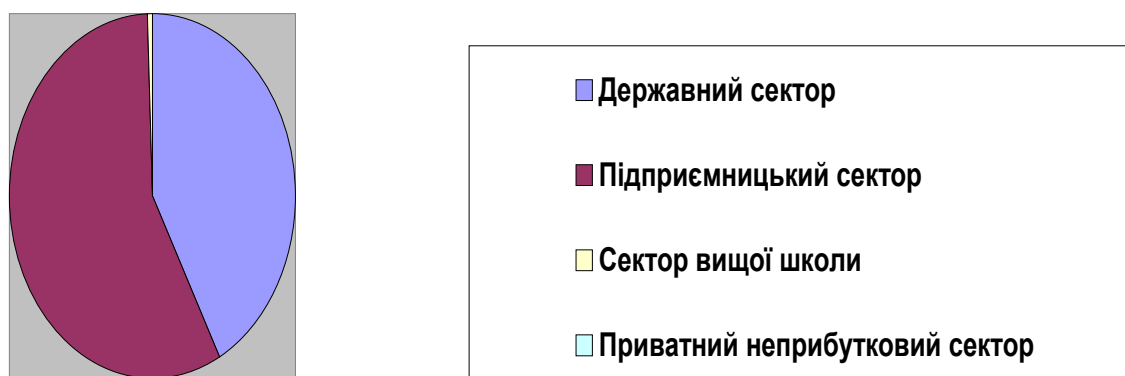 Державний сектор
Підприємницький сектор
Сектор вищої школи
Приватний неприбутковий сектор